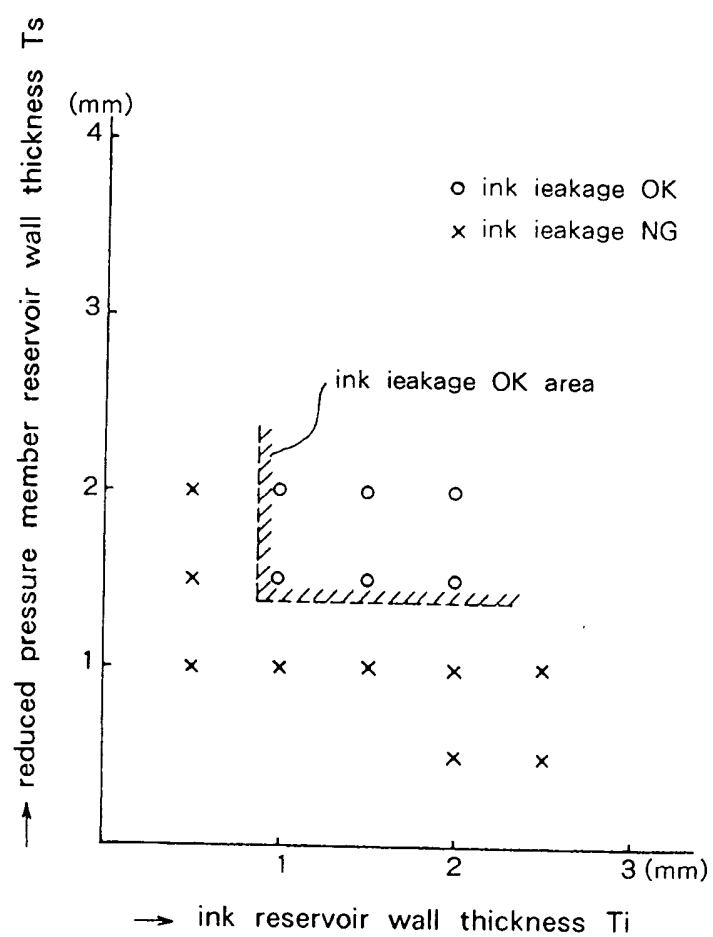 reduced pressure member reservoir wall thickness Ts
(mm)
4
3
2
1
o ink ieakage OK
x ink ieakage NG
ink ieakage OK area
1 2 3 (mm)
ink reservoir wall thickness Ti